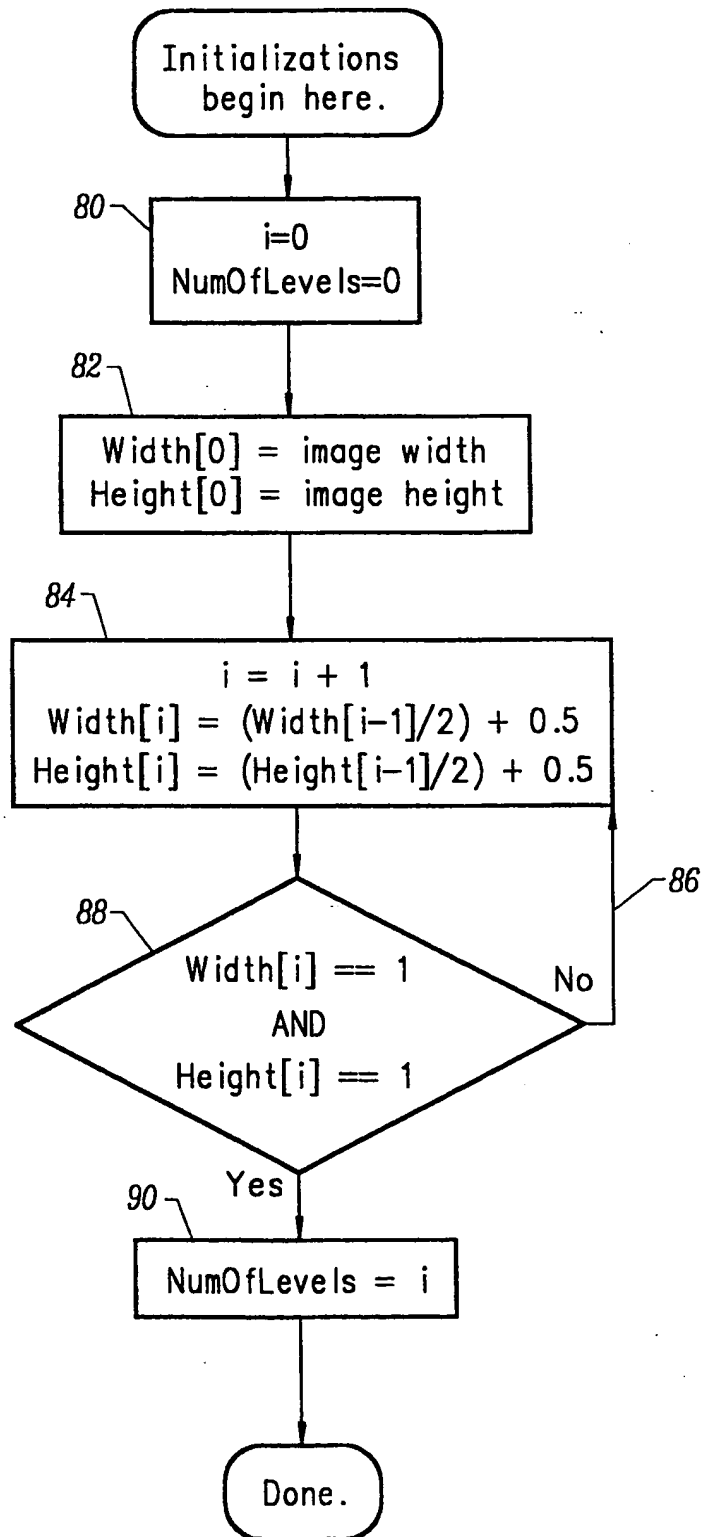 Initializations
begin here.
80
i=0
NumOfLevels=0
82
Width[0] = image width
Height[0] = image height
84
i = i + 1
Width[i] = (Width[i-1]/2) + 0.5
Height[i] = (Height[i-1]/2) + 0.5
86
88
Width[i] == 1
No
AND
Height[i] == 1
Yes
90
NumOfLevels = i
Done.